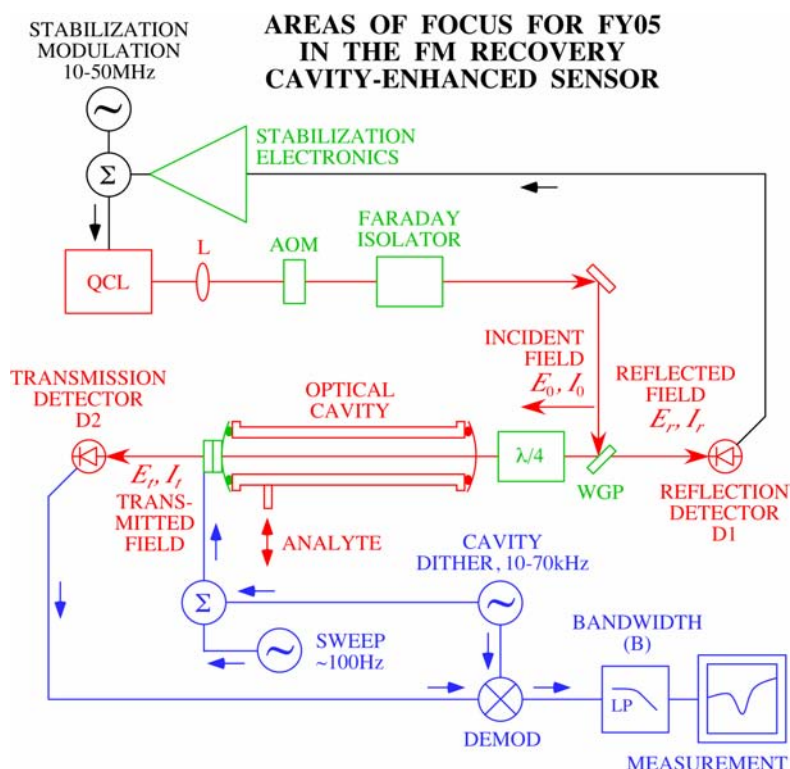 AREAS OF FOCUS FOR FY05
IN THE FM RECOVERY
CAVITY-ENHANCED SENSOR
STABILIZATION
MODULATION
10-50MHz
~
Σ
STABILIZATION
ELECTRONICS
QCL
L
AOM
FARADAY
ISOLATOR
INCIDENT
FIELD
E0, I0
REFLECTED
FIELD
Er, Ir
TRANSMISSION
DETECTOR
D2
OPTICAL
CAVITY
λ/4
WGP
REFLECTION
DETECTOR
D1
Et, It
TRANS-
MITTED
FIELD
ANALYTE
CAVITY
DITHER, 10-70kHz
~
Σ
~
SWEEP
~100Hz
BANDWIDTH
(B)
LP
DEMOD
MEASUREMENT